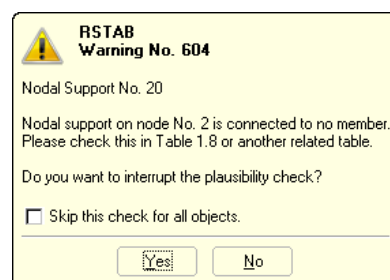 RSTAB
Warning No. 604
Nodal Support No. 20
Nodal support on node No. 2 is connected to no member.
Please check this in Table 1.8 or another related table.
Do you want to interrupt the plausibility check?
Skip this check for all objects.
Yes No